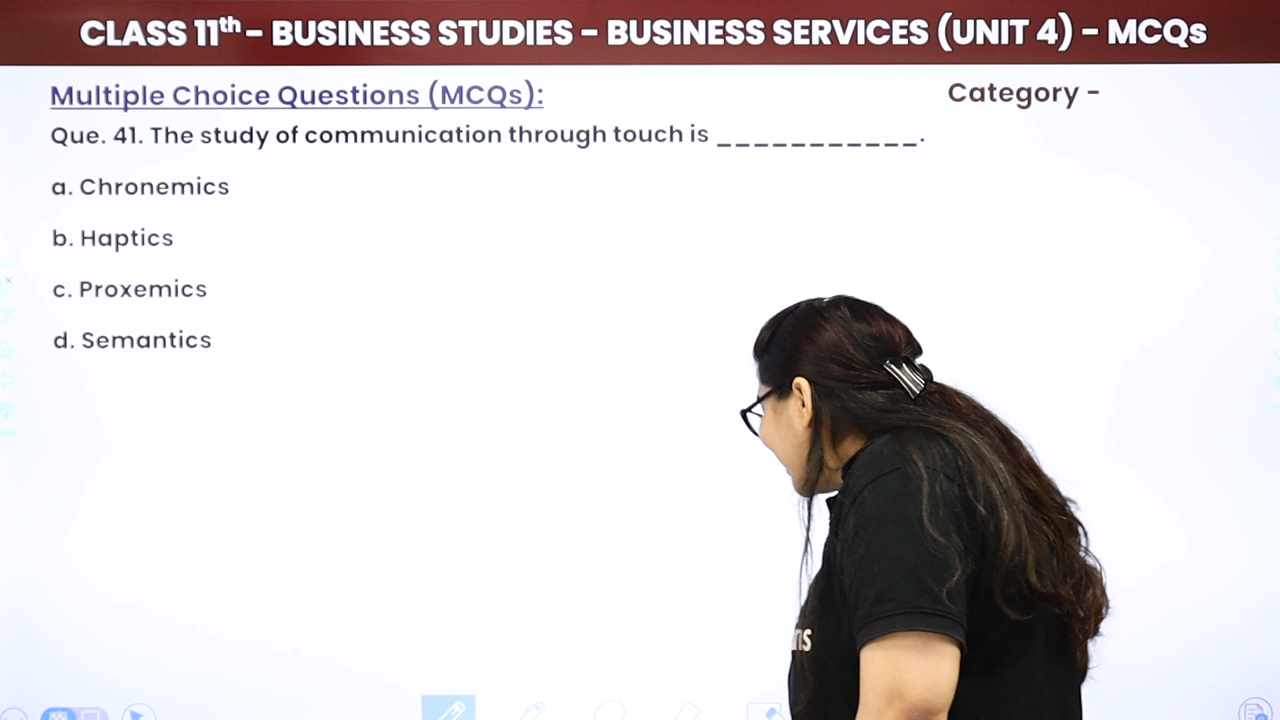 CLASS 11th - BUSINESS STUDIES - BUSINESS SERVICES (UNIT 4) - MCQs
Multiple Choice Questions (MCQs):
Category -
Que. 41. The study of communication through touch is ___________.
a. Chronemics
b. Haptics
c. Proxemics
d. Semantics